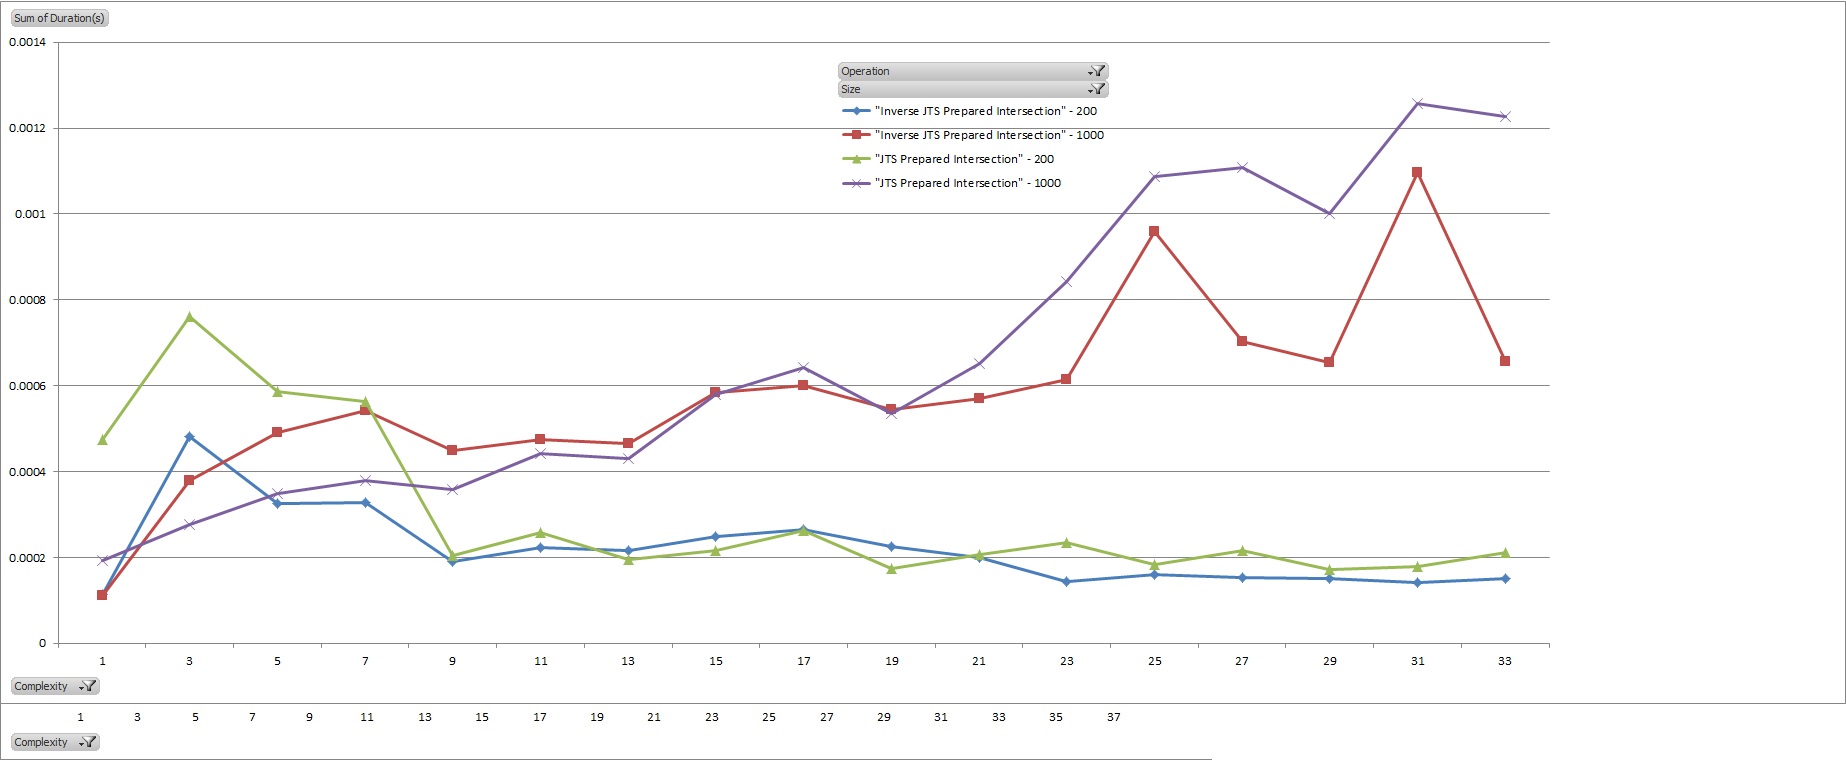 Sum of Duration(s)
0.0014
0.0012
0.001
0.0008
0.0006
0.0004
0.0002
0
Operation
Size
"Inverse JTS Prepared Intersection" - 200
"Inverse JTS Prepared Intersection" - 1000
"JTS Prepared Intersection" - 200
"JTS Prepared Intersection" - 1000
1 3 5 7 9 11 13 15 17 19 21 23 25 27 29 31 33
Complexity
1 3 5 7 9 11 13 15 17 19 21 23 25 27 29 31 33 35 37
Complexity